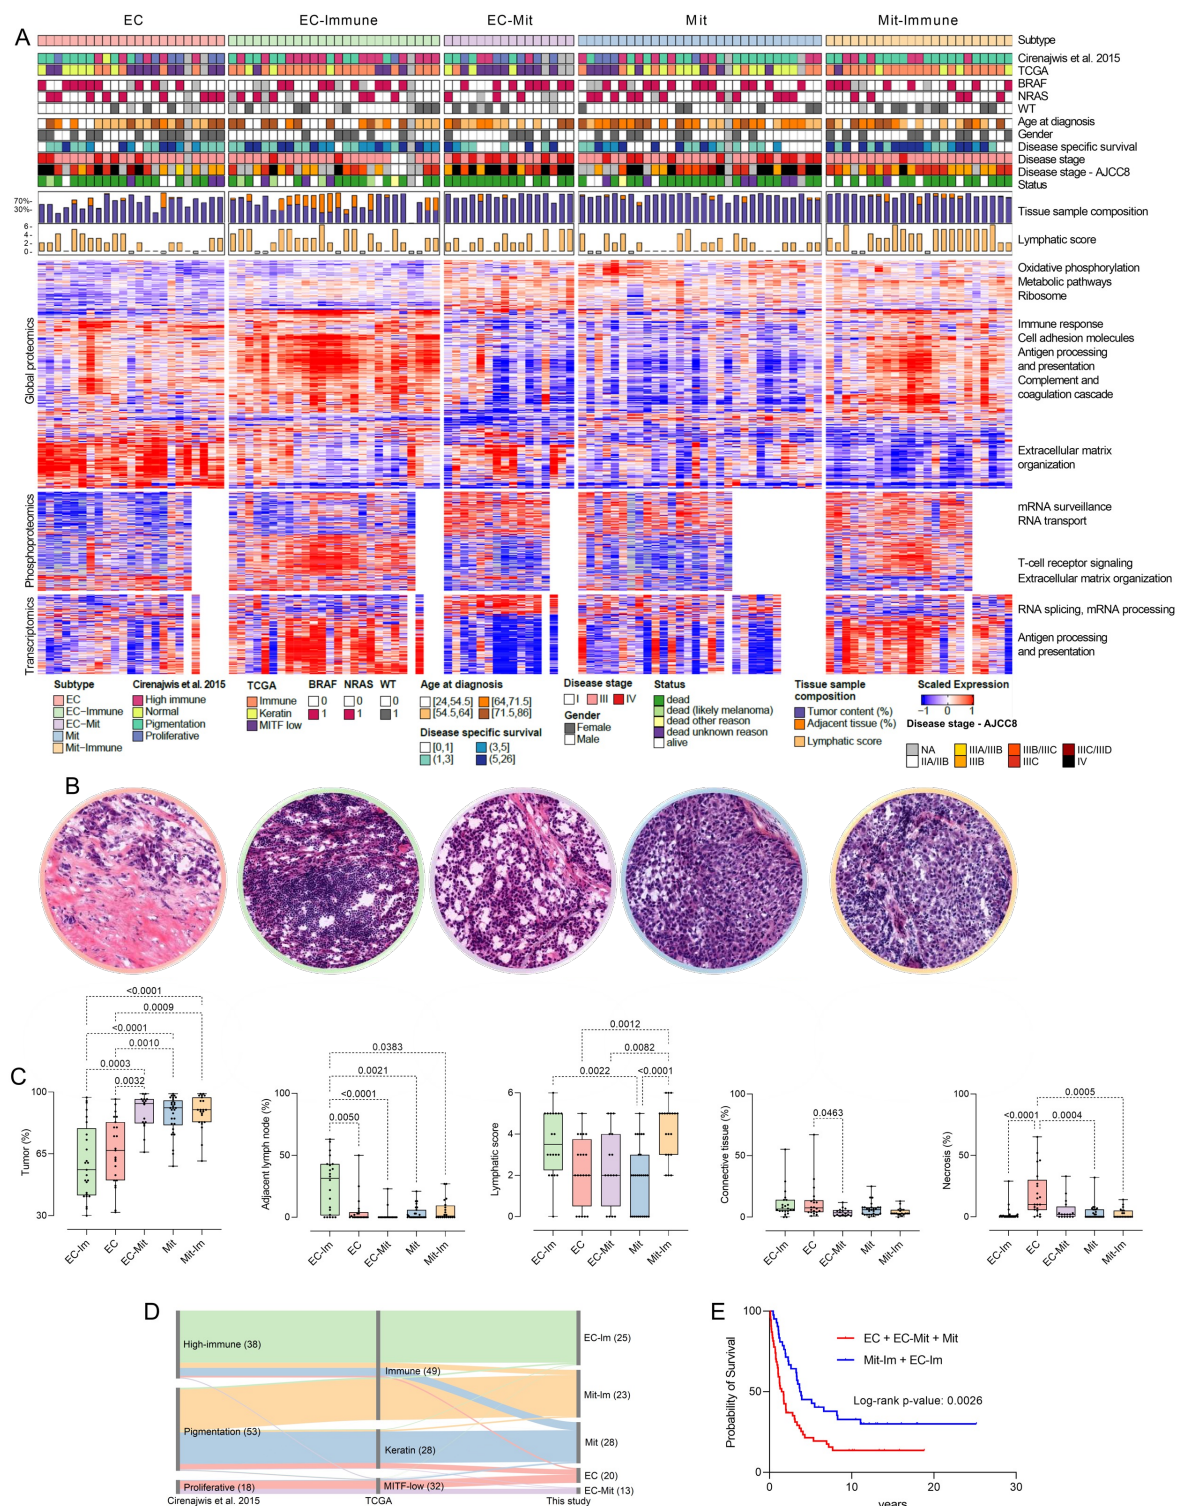 EC
EC-Immune
EC-Mit
Mit
Mit-Immune
A
Subtype
Cirenajwis et al. 2015
TCGA
BRAF
NRAS
WT
Age at diagnosis
Gender
Disease specific survival
Disease stage
Disease stage - AJCC8
Status
70%-
30%-
Tissue sample composition
6 -
4 -
2 -
0 -
Lymphatic score
Global proteomics
Oxidative phosphorylation
Metabolic pathways
Ribosome
Immune response
Cell adhesion molecules
Antigen processing
and presentation
Complement and
coagulation cascade
Extracellular matrix
organization
Phosphoproteomics
mRNA surveillance
RNA transport
T-cell receptor signaling
Extracellular matrix organization
Transcriptomics
RNA splicing, mRNA processing
Antigen processing
and presentation
Subtype
EC
EC-Immune
EC-Mit
Mit
Mit-Immune
Cirenajwis et al. 2015
High immune
Normal
Pigmentation
Proliferative
TCGA
Immune
Keratin
MITF low
BRAF
0
1
NRAS
0
1
WT
0
1
Age at diagnosis
[24,54.5]
[54.5,64]
[64,71.5]
[71.5,86]
Disease specific survival
[0,1]
(1,3]
(3,5]
(5,26]
Disease stage
I
III
IV
Gender
Female
Male
Status
dead
dead (likely melanoma)
dead other reason
dead unknown reason
alive
Tissue sample
composition
Tumor content (%)
Adjacent tissue (%)
Lymphatic score
Scaled Expression
-1 0 1
Disease stage - AJCC8
NA
IIA/IIB
IIIA/IIIB
IIIB
IIIB/IIIC
IIIC
IIIC/IIID
IV
B
C
<0.0001
0.0009
<0.0001
0.0010
0.0003
0.0032
100
65
30
Tumor (%)
EC-Im
EC
EC-Mit
Mit
Mit-Im
0.0383
0.0021
<0.0001
0.0050
100
50
0
Adjacent lymph node (%)
EC-Im
EC
EC-Mit
Mit
Mit-Im
0.0012
0.0082
0.0022
<0.0001
6
4
2
0
Lymphatic score
EC-Im
EC
EC-Mit
Mit
Mit-Im
0.0463
100
50
0
Connective tissue (%)
EC-Im
EC
EC-Mit
Mit
Mit-Im
0.0005
<0.0001
0.0004
100
50
0
Necrosis (%)
EC-Im
EC
EC-Mit
Mit
Mit-Im
D
High-immune (38)
Pigmentation (53)
Proliferative (18)
Cirenajwis et al. 2015
Immune (49)
Keratin (28)
MITF-low (32)
TCGA
EC-Im (25)
Mit-Im (23)
Mit (28)
EC (20)
EC-Mit (13)
This study
E
100
50
0
Probability of Survival
EC + EC-Mit + Mit
Mit-Im + EC-Im
Log-rank p-value: 0.0026
0
10
20
30
years